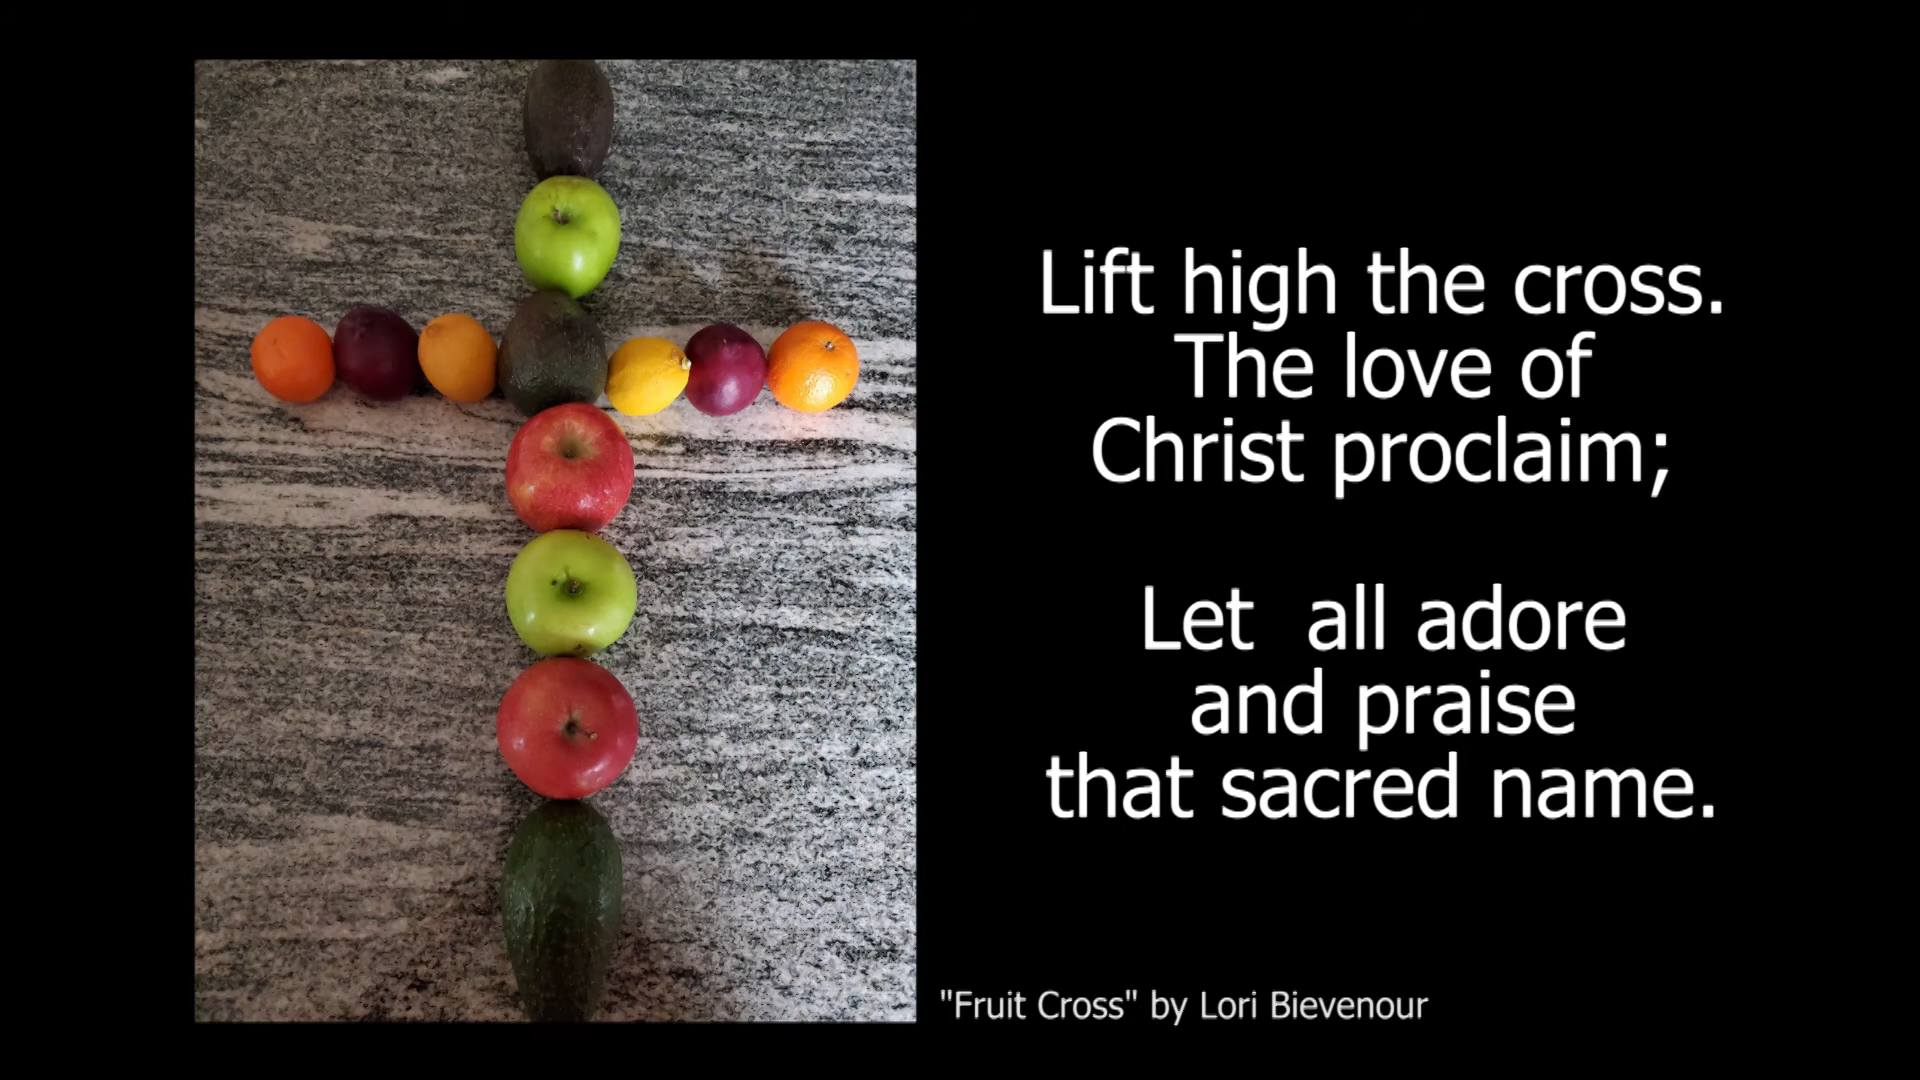 Lift high the cross.
The love of
Christ proclaim;
Let  all adore
and praise
that sacred name.
"Fruit Cross" by Lori Bievenour